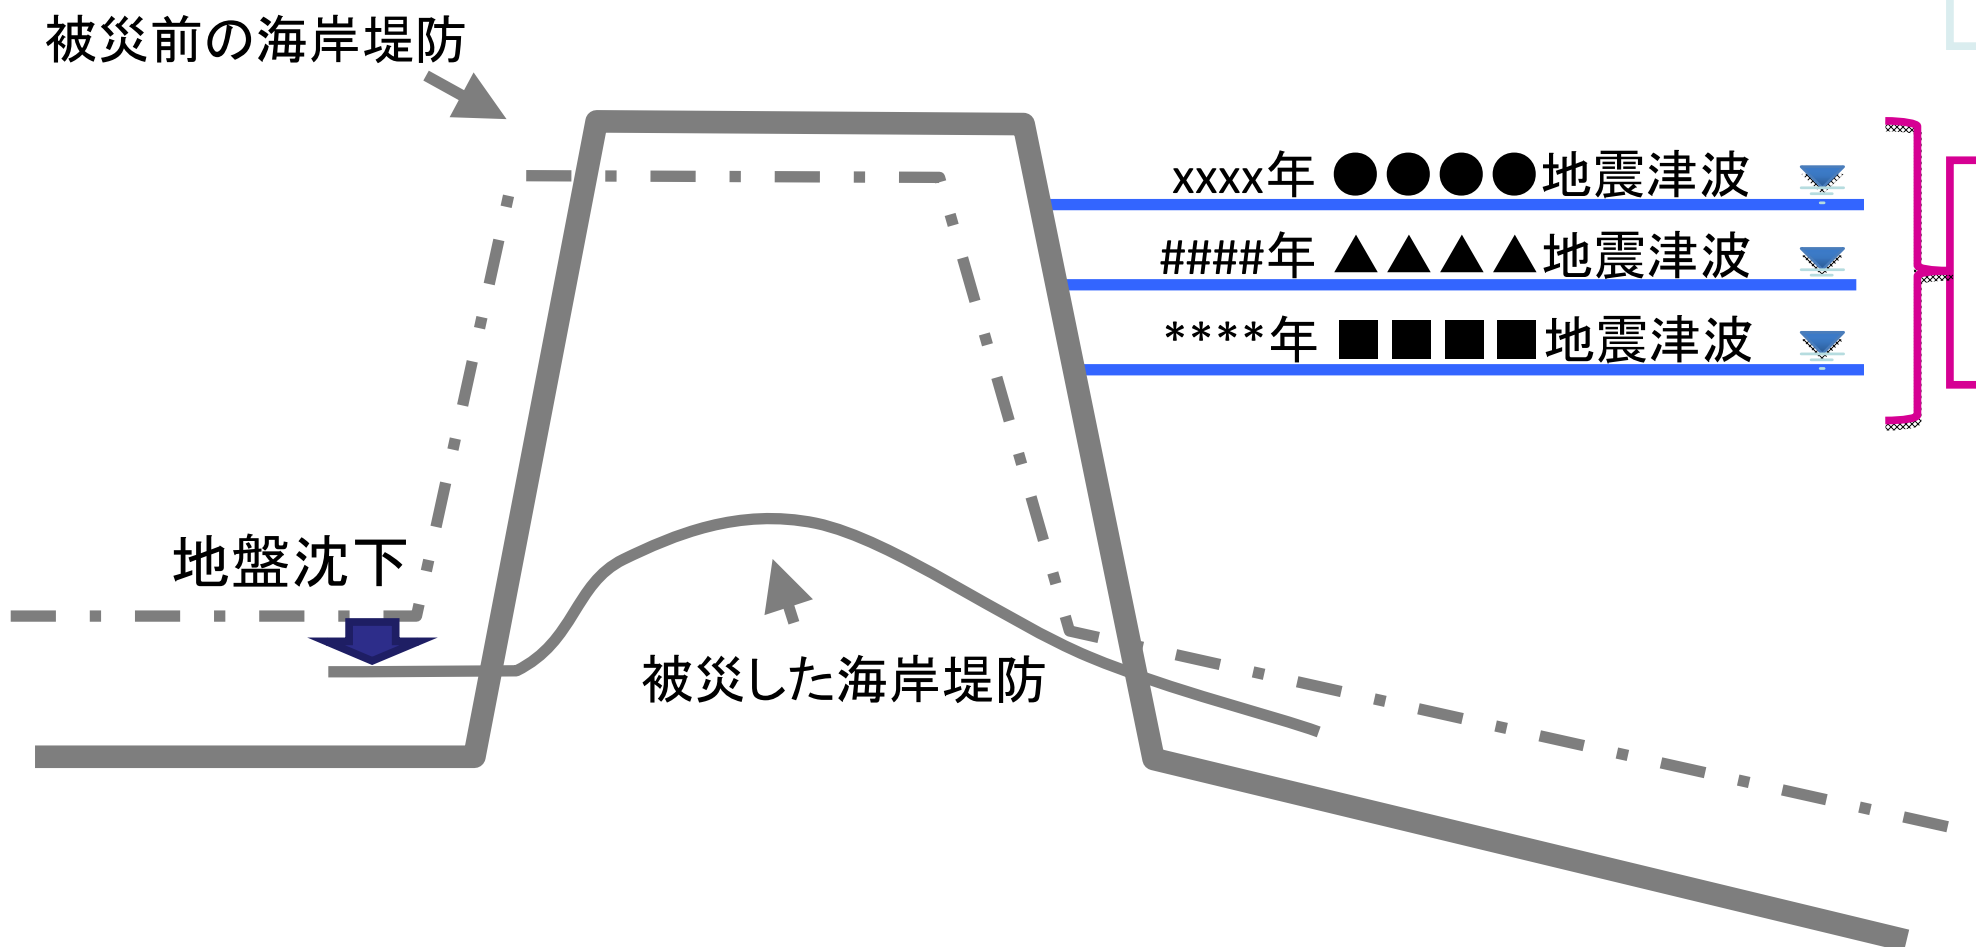 被災前の海岸堤防
xxxx年 ●●●●地震津波
####年 ▲▲▲▲地震津波
****年 ■■■■地震津波
地盤沈下
被災した海岸堤防